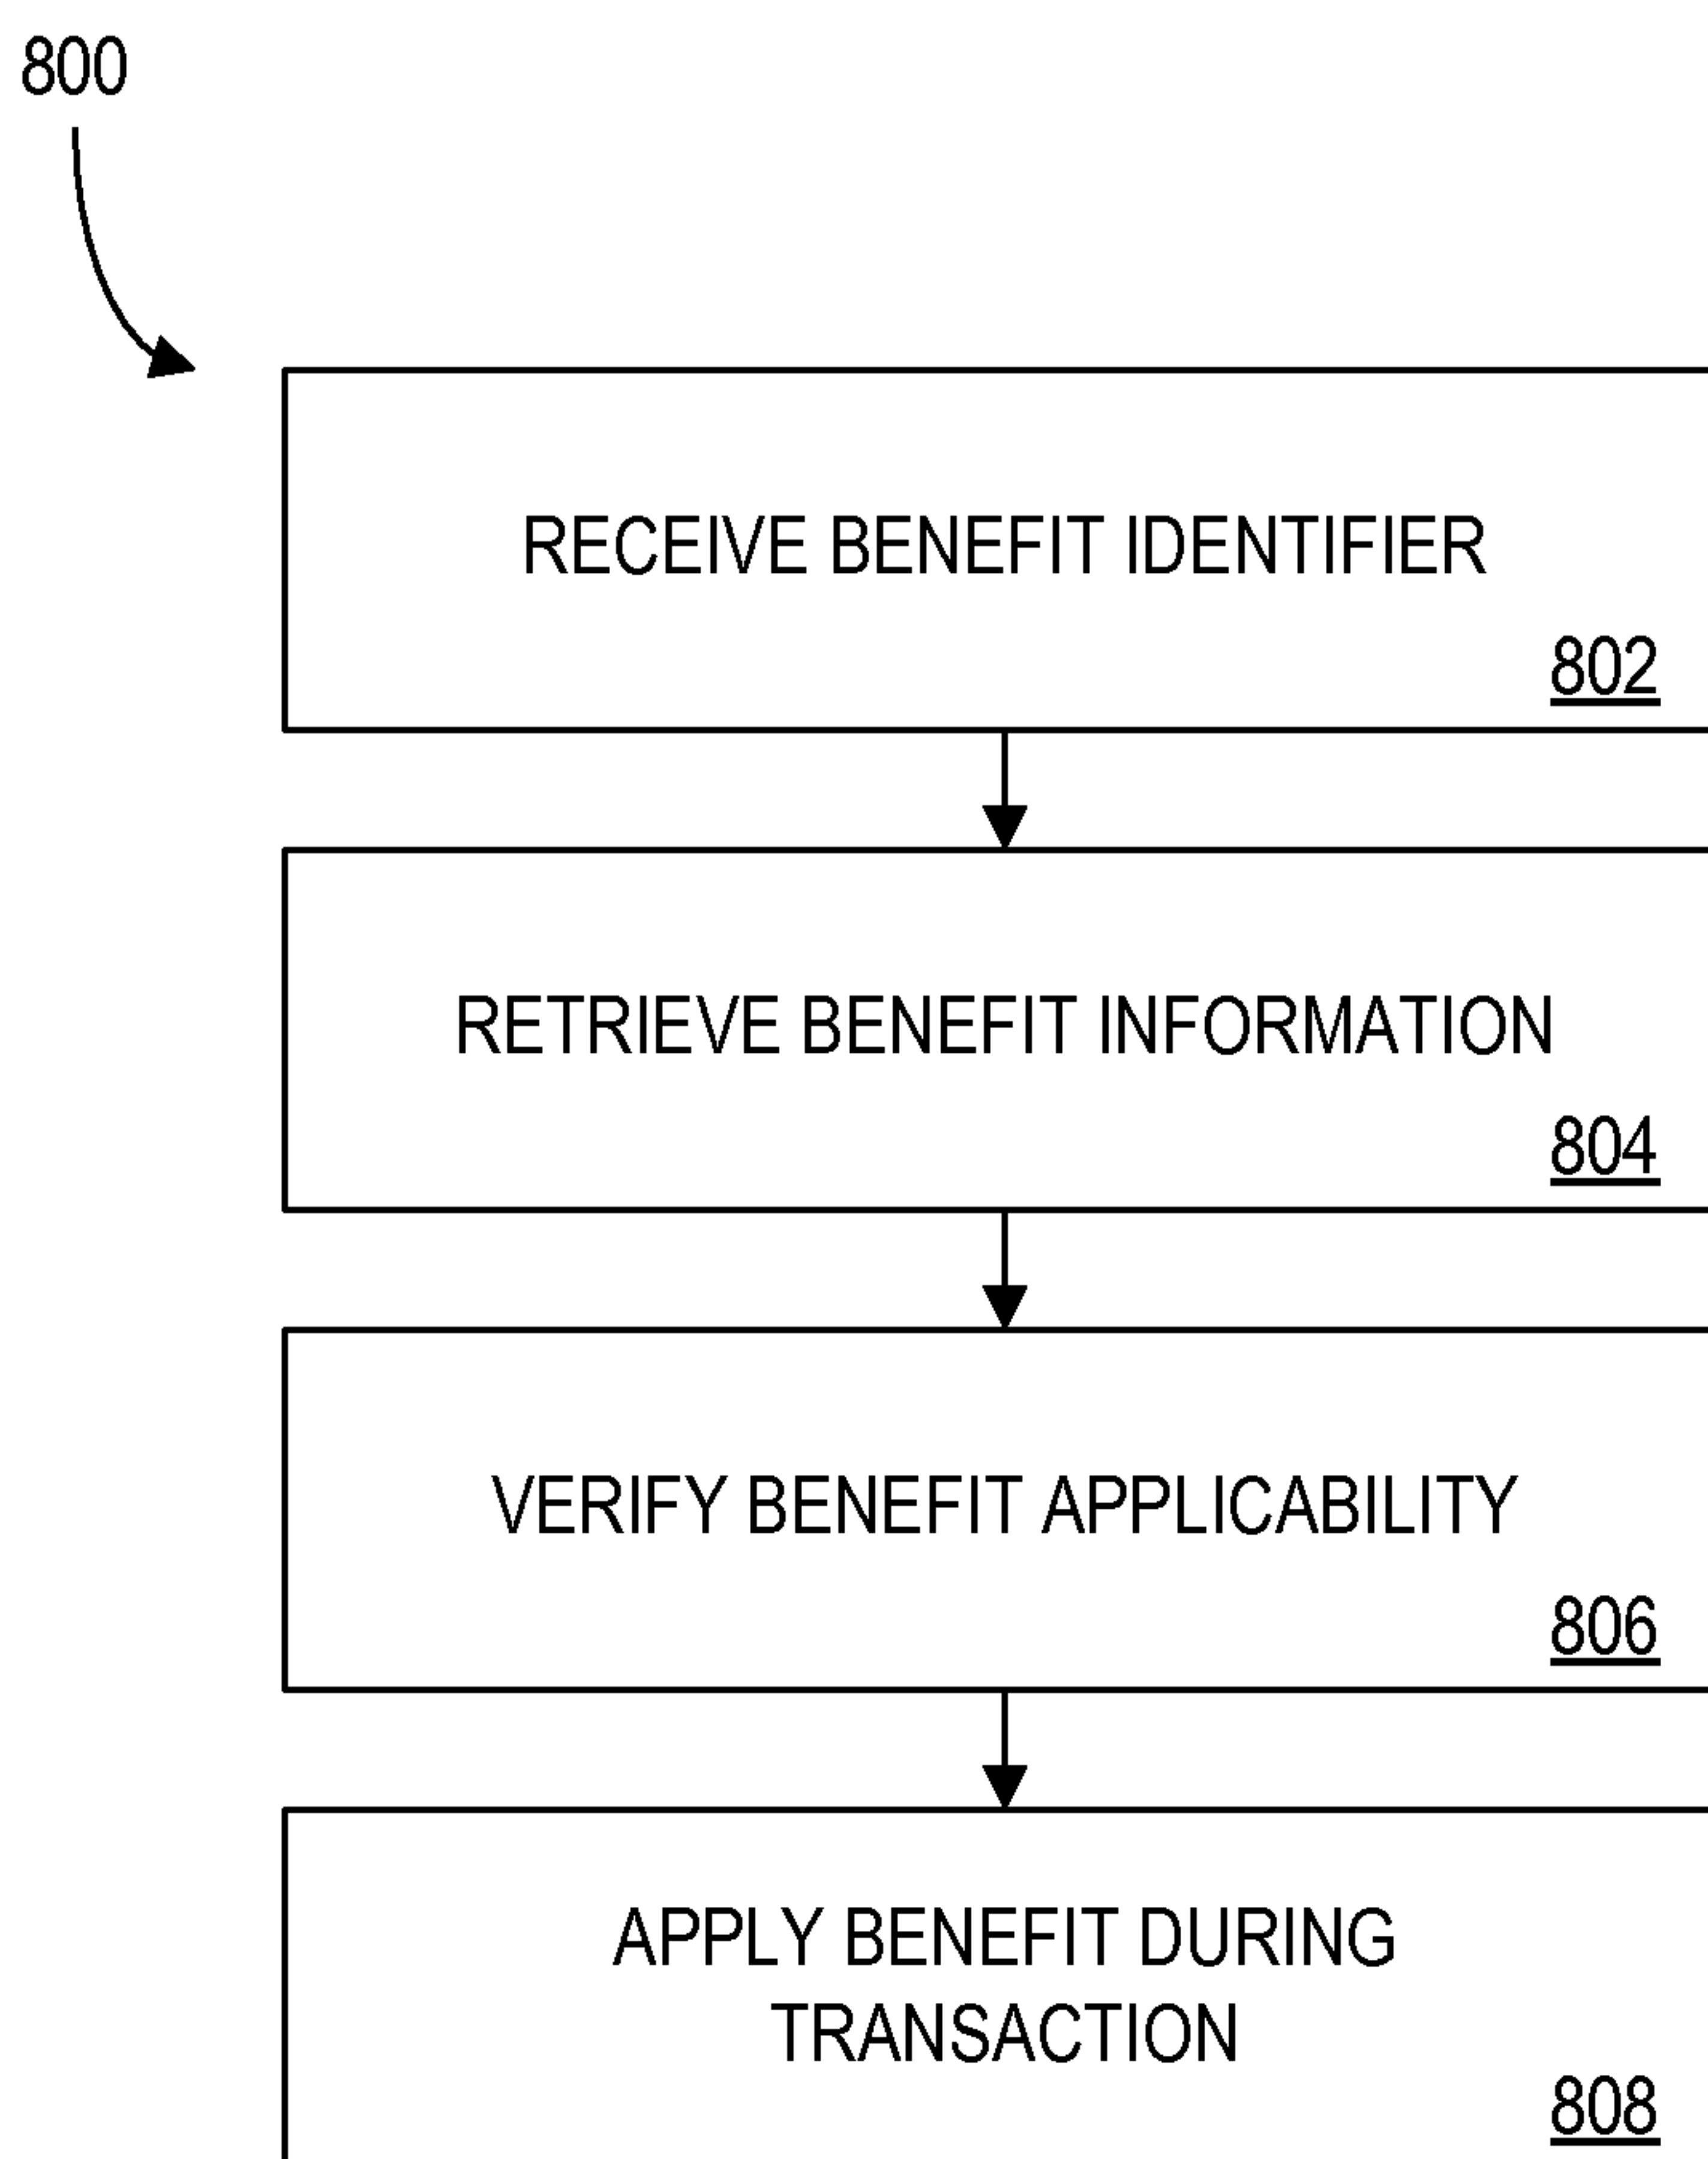 800
RECEIVE BENEFIT IDENTIFIER
802
RETRIEVE BENEFIT INFORMATION
804
VERIFY BENEFIT APPLICABILITY
806
APPLY BENEFIT DURING
TRANSACTION
808